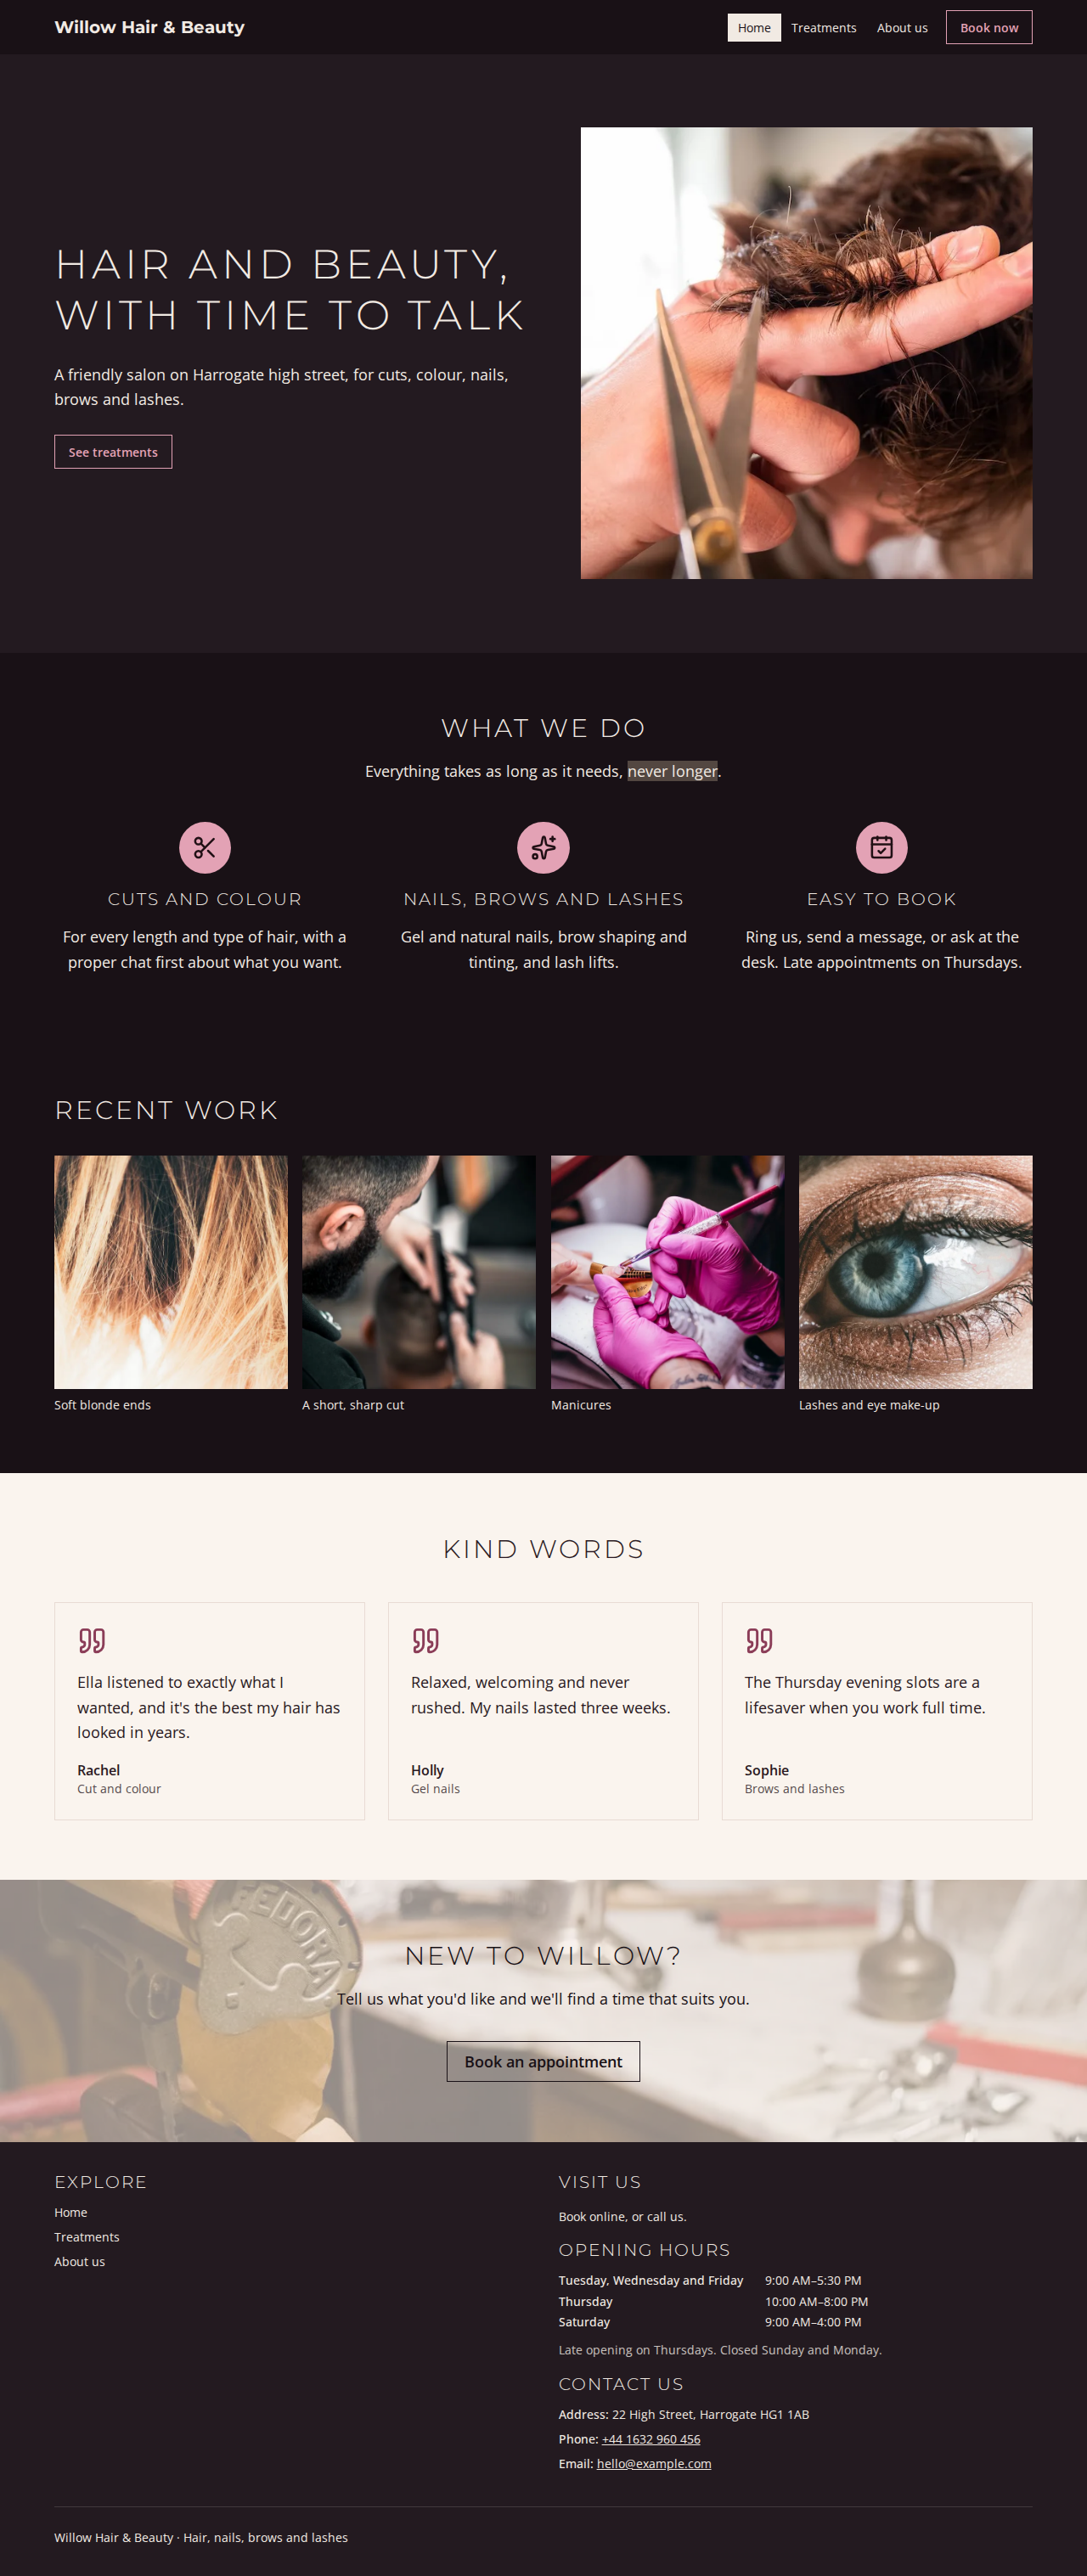 Willow Hair & Beauty
Home
Treatments
About us
Book now
HAIR AND BEAUTY,
WITH TIME TO TALK
A friendly salon on Harrogate high street, for cuts, colour, nails,
brows and lashes.
See treatments
WHAT WE DO
Everything takes as long as it needs, never longer.
CUTS AND COLOUR
For every length and type of hair, with a
proper chat first about what you want.
NAILS, BROWS AND LASHES
Gel and natural nails, brow shaping and
tinting, and lash lifts.
EASY TO BOOK
Ring us, send a message, or ask at the
desk. Late appointments on Thursdays.
RECENT WORK
Soft blonde ends
A short, sharp cut
Manicures
Lashes and eye make-up
KIND WORDS
Ella listened to exactly what I
wanted, and it's the best my hair has
looked in years.
Rachel
Cut and colour
Relaxed, welcoming and never
rushed. My nails lasted three weeks.
Holly
Gel nails
The Thursday evening slots are a
lifesaver when you work full time.
Sophie
Brows and lashes
NEW TO WILLOW?
Tell us what you'd like and we'll find a time that suits you.
Book an appointment
EXPLORE
Home
Treatments
About us
VISIT US
Book online, or call us.
OPENING HOURS
Tuesday, Wednesday and Friday 9:00 AM–5:30 PM
Thursday 10:00 AM–8:00 PM
Saturday 9:00 AM–4:00 PM
Late opening on Thursdays. Closed Sunday and Monday.
CONTACT US
Address: 22 High Street, Harrogate HG1 1AB
Phone: +44 1632 960 456
Email: hello@example.com
Willow Hair & Beauty · Hair, nails, brows and lashes